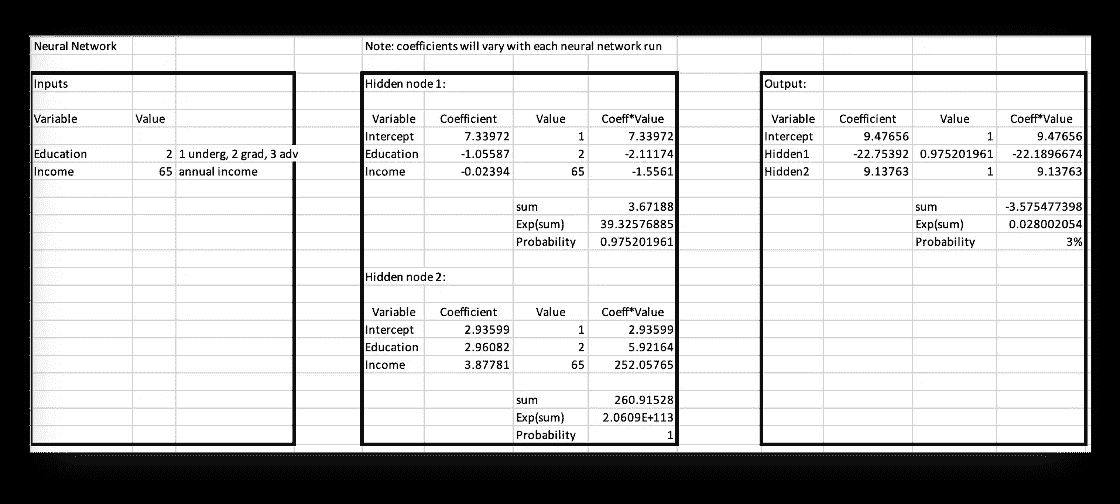 Neural Network Note: coefficients will vary with each neural network run
Inputs Hidden node 1: Output:
Variable Value Variable Coefficient Value Coeff*Value Variable Coefficient Value Coeff*Value
Intercept 7.33972 1 7.33972 Intercept 9.47656 1 9.47656
Education 2 1 underg, 2 grad, 3 adv Education -1.05587 2 -2.11174 Hidden1 -22.75392 0.975201961 -22.1896674
Income 65 annual income Income -0.02394 65 -1.5561 Hidden2 9.13763 1 9.13763
sum 3.67188 sum -3.575477398
Exp(sum) 39.32576885 Exp(sum) 0.028002054
Probability 0.975201961 Probability 3%
Hidden node 2:
Variable Coefficient Value Coeff*Value
Intercept 2.93599 1 2.93599
Education 2.96082 2 5.92164
Income 3.87781 65 252.05765
sum 260.91528
Exp(sum) 2.0609E+113
Probability 1